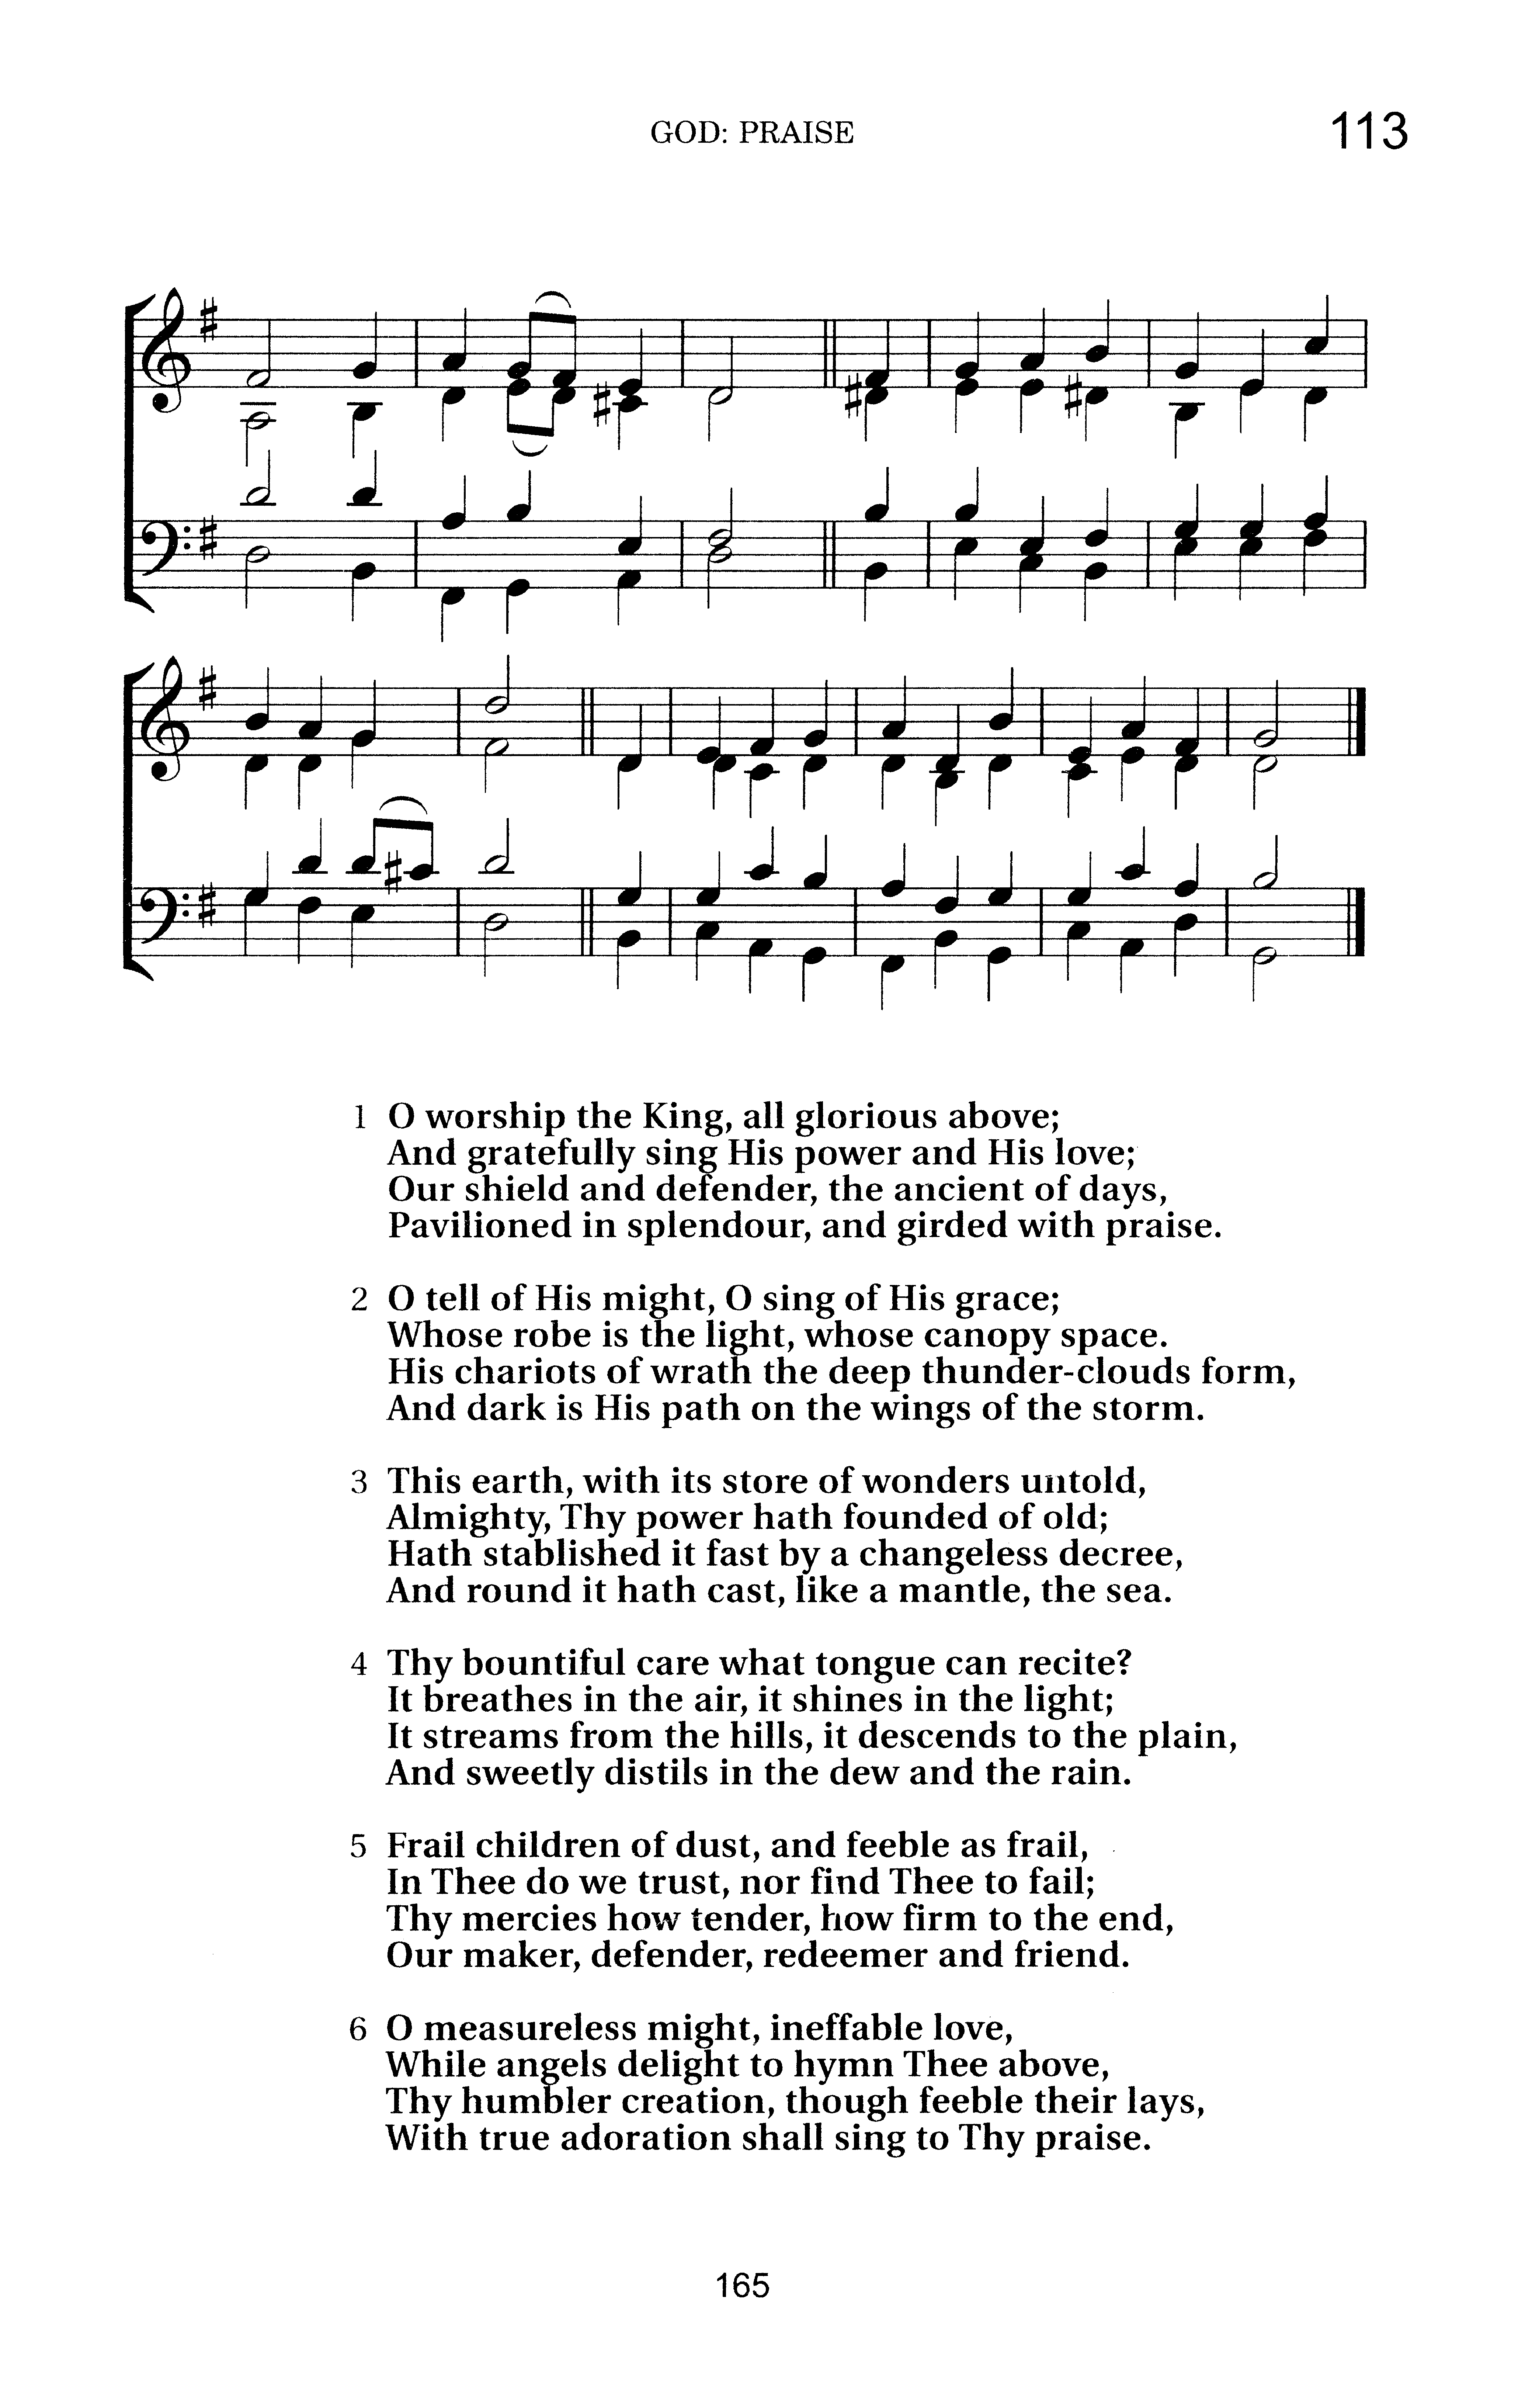 GOD: PRAISE
113
1 O worship the King, all glorious above;
And gratefully sing His power and His love;
Our shield and defender, the ancient of days,
Pavilioned in splendour, and girded with praise.
2 O tell of His might, O sing of His grace;
Whose robe is the light, whose canopy space.
His chariots of wrath the deep thunder-clouds form,
And dark is His path on the wings of the storm.
3 This earth, with its store of wonders untold,
Almighty, Thy power hath founded of old;
Hath stablished it fast by a changeless decree,
And round it hath cast, like a mantle, the sea.
4 Thy bountiful care what tongue can recite?
It breathes in the air, it shines in the light;
It streams from the hills, it descends to the plain,
And sweetly distils in the dew and the rain.
5 Frail children of dust, and feeble as frail,
In Thee do we trust, nor find Thee to fail;
Thy mercies how tender, how firm to the end,
Our maker, defender, redeemer and friend.
6 O measureless might, ineffable love,
While angels delight to hymn Thee above,
Thy humbler creation, though feeble their lays,
With true adoration shall sing to Thy praise.
165